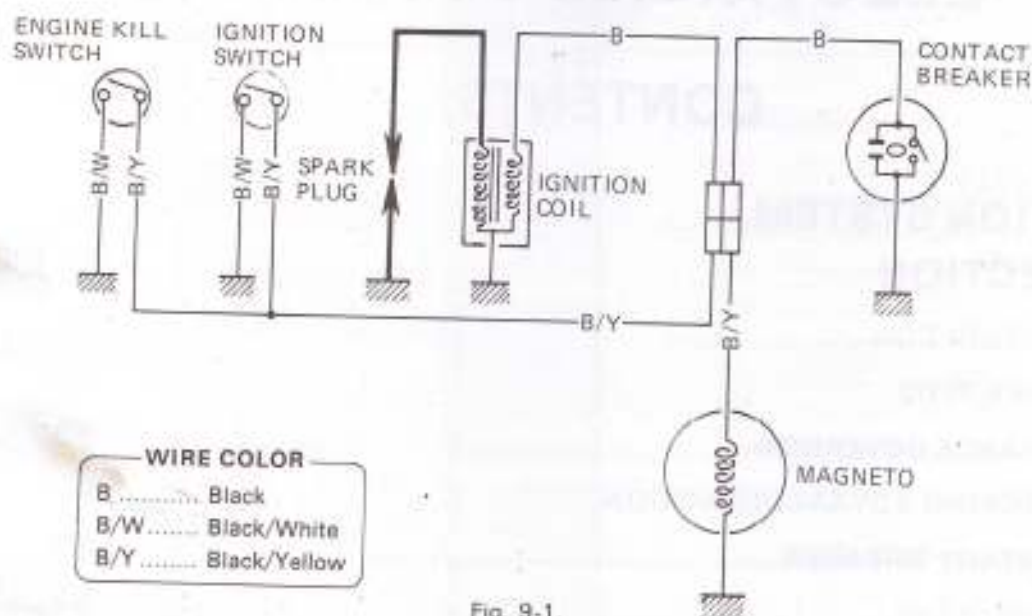 ENGINE KILL
SWITCH
IGNITION
SWITCH
B
B
CONTACT
BREAKER
B/W
B/Y
B/W
B/Y
SPARK
PLUG
IGNITION
COIL
B/Y
B/Y
MAGNETO
WIRE COLOR
B ........... Black
B/W....... Black/White
B/Y ........ Black/Yellow
Fig. 9-1